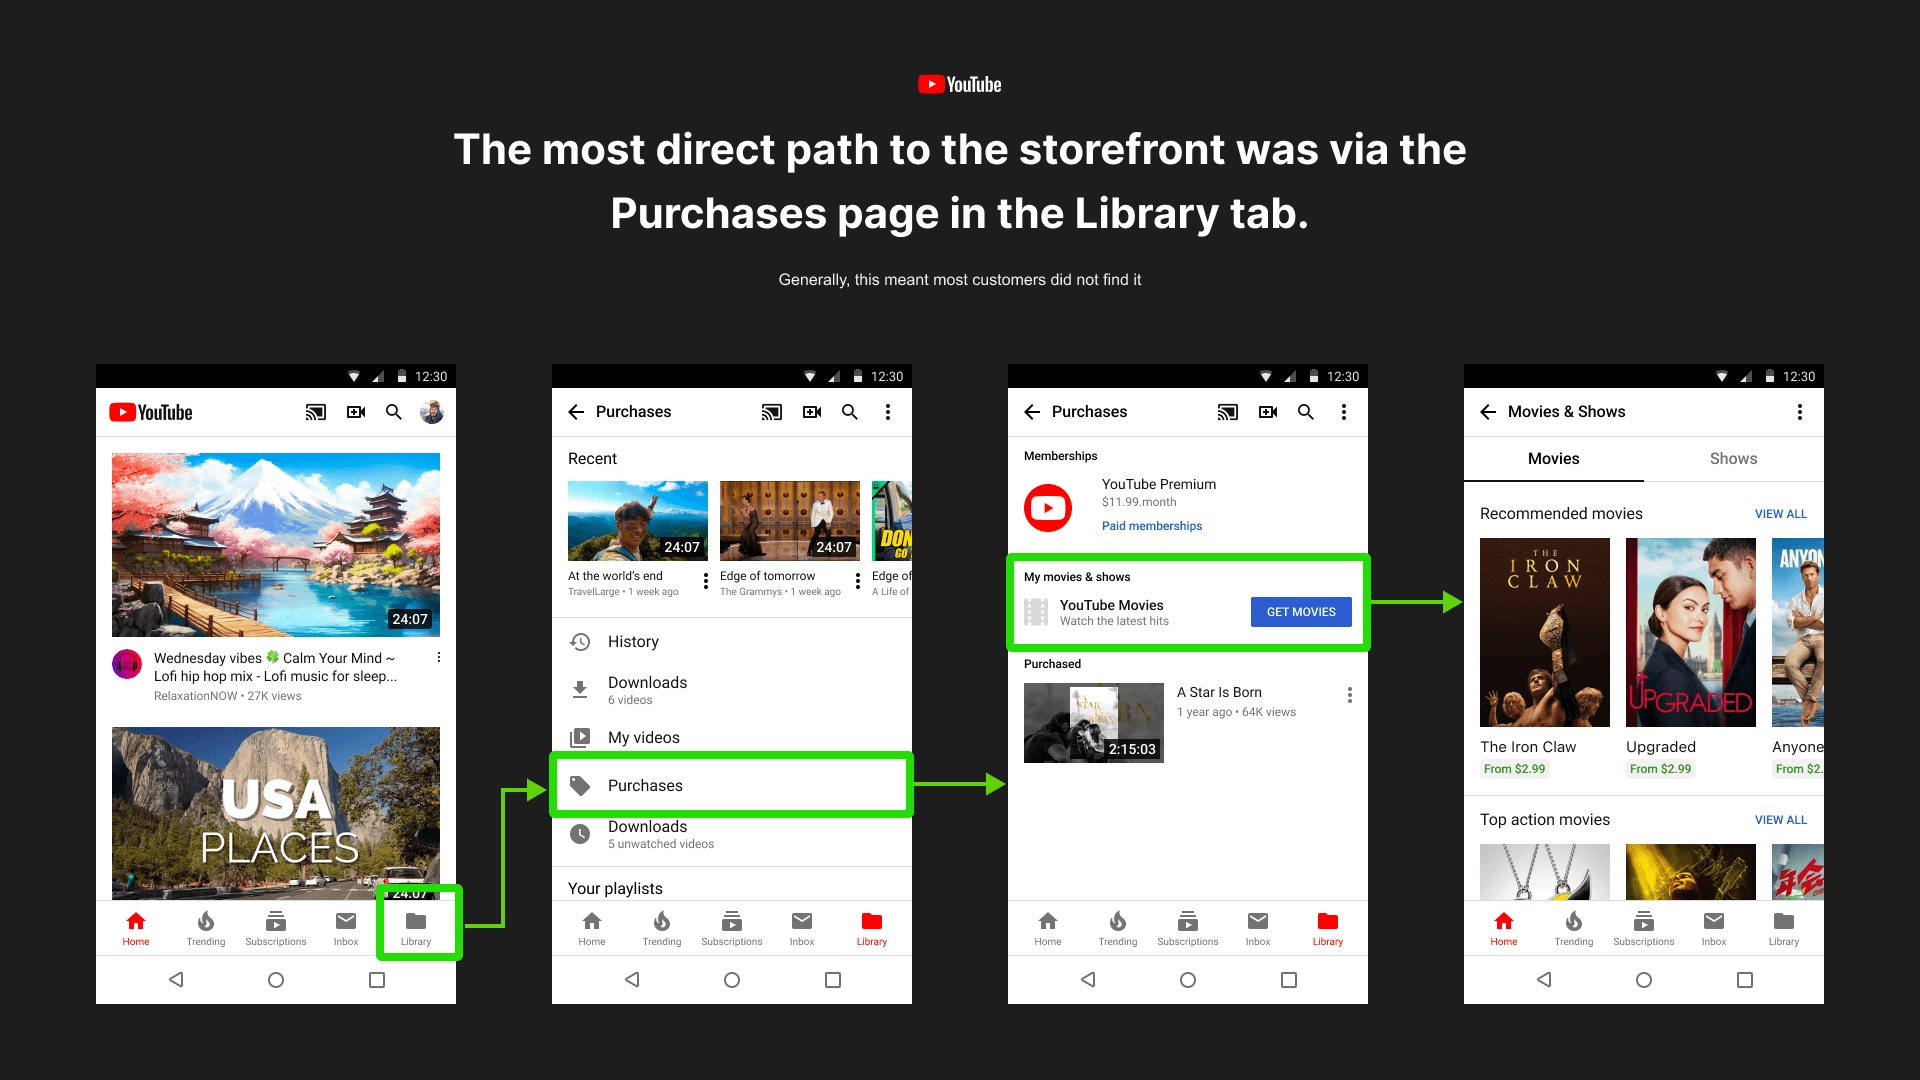 YouTube
The most direct path to the storefront was via the
Purchases page in the Library tab.
Generally, this meant most customers did not find it
12:30
YouTube
24:07
Wednesday vibes 🍀 Calm Your Mind ~
Lofi hip hop mix - Lofi music for sleep...
RelaxationNOW • 27K views
USA
PLACES
24:07
Home
Trending
Subscriptions
Inbox
Library
12:30
Purchases
Recent
24:07
24:07
DON
GO
At the world's end
TravelLarge • 1 week ago
Edge of tomorrow
The Grammys • 1 week ago
Edge of
A Life of
History
Downloads
6 videos
My videos
Purchases
Downloads
5 unwatched videos
Your playlists
Home
Trending
Subscriptions
Inbox
Library
12:30
Purchases
Memberships
YouTube Premium
$11.99.month
Paid memberships
My movies & shows
YouTube Movies
Watch the latest hits
GET MOVIES
Purchased
A STAR
IS BORN
2:15:03
A Star Is Born
1 year ago • 64K views
Home
Trending
Subscriptions
Inbox
Library
12:30
Movies & Shows
Movies
Shows
Recommended movies
VIEW ALL
THE
IRON
CLAW
UPGRADED
ANYON
The Iron Claw
From $2.99
Upgraded
From $2.99
Anyone
From $2.
Top action movies
VIEW ALL
Home
Trending
Subscriptions
Inbox
Library